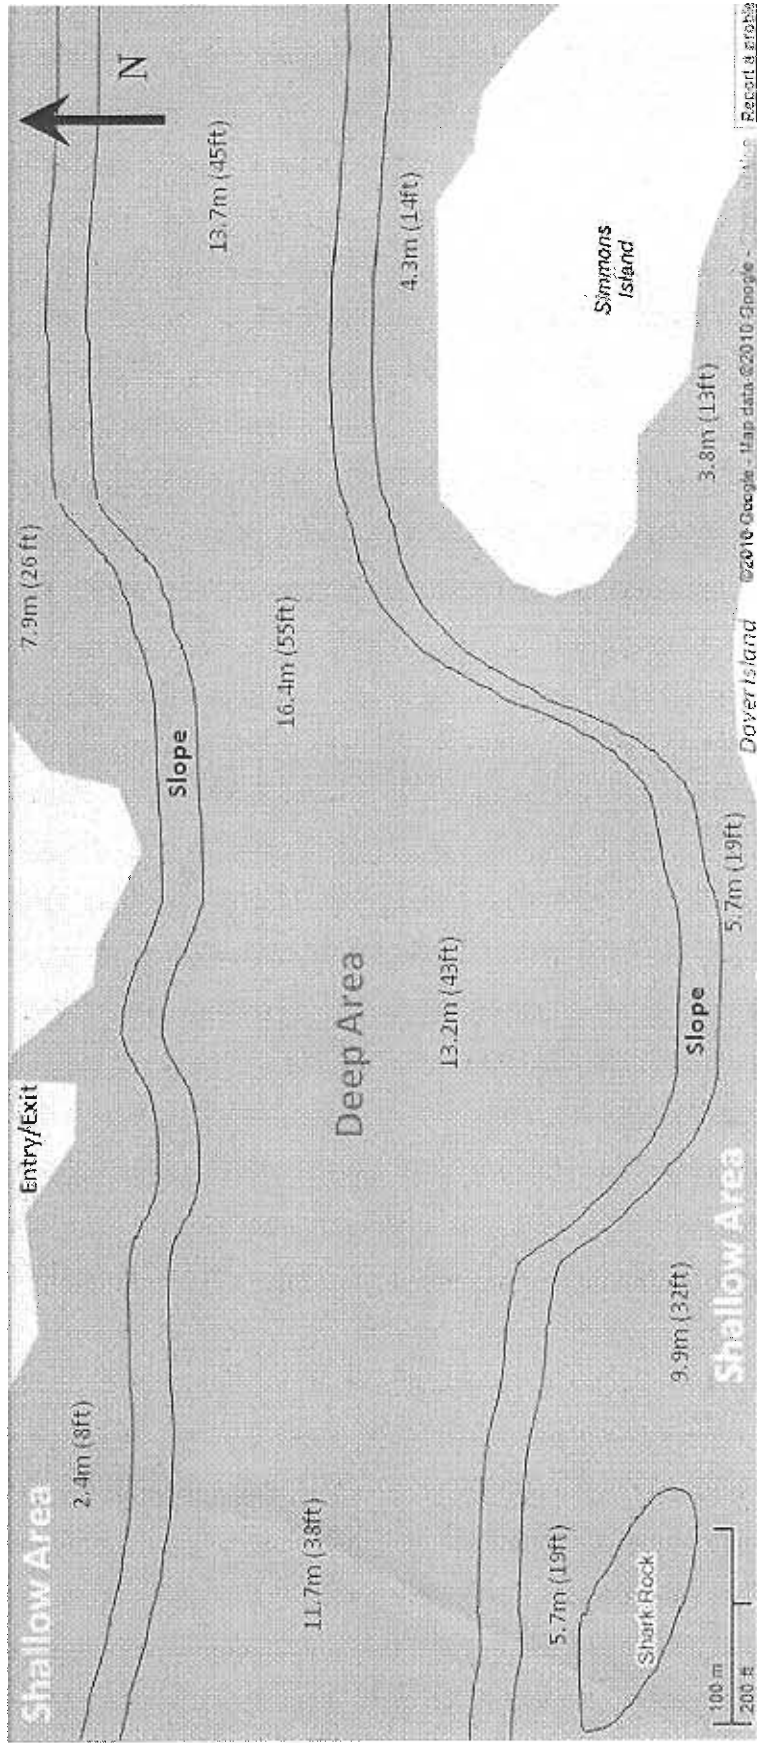 Shallow Area
2.4m (8ft)
Entry/Exit
7.9m (26 ft)
N
Slope
13.7m (45ft)
11.7m (38ft)
Deep Area
16.4m (55ft)
13.2m (43ft)
4.3m (14ft)
5.7m (19ft)
Shark Rock
9.9m (32ft)
Shallow Area
Slope
5.7m (19ft)
Simmons
Island
3.8m (13ft)
Dover Island
100 m
200 ft
©2010 Google - Map data ©2010 Google -
Report a proble